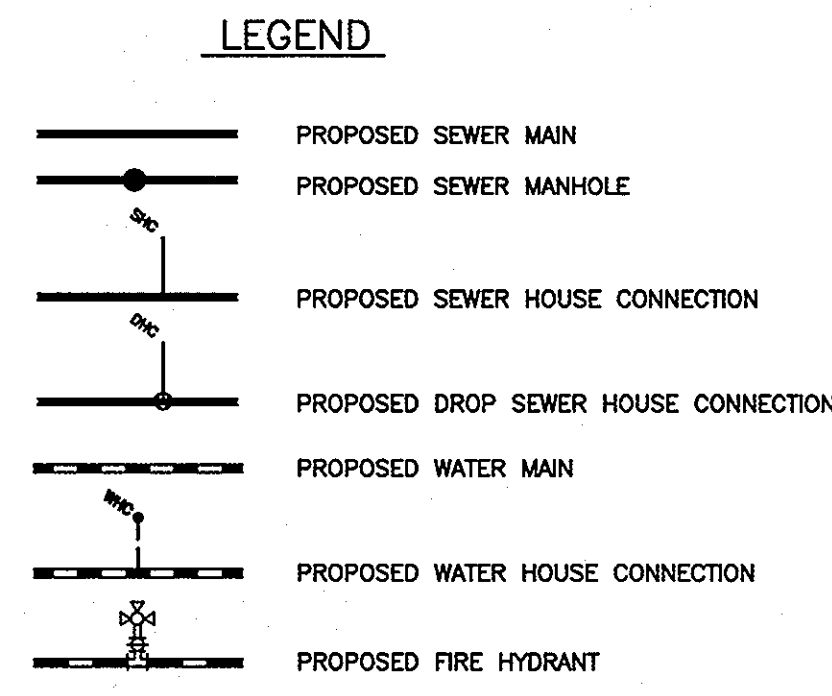 LEGEND
PROPOSED SEWER MAIN
PROPOSED SEWER MANHOLE
SHC
PROPOSED SEWER HOUSE CONNECTION
DHC
PROPOSED DROP SEWER HOUSE CONNECTION
PROPOSED WATER MAIN
WHC
PROPOSED WATER HOUSE CONNECTION
PROPOSED FIRE HYDRANT